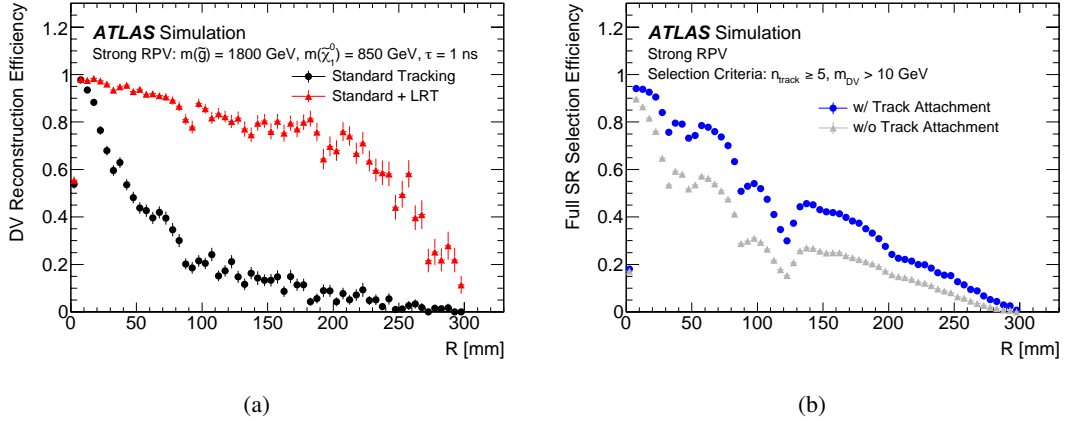 ATLAS Simulation
Strong RPV: m(g̃) = 1800 GeV, m(χ̃₁⁰) = 850 GeV, τ = 1 ns
Standard Tracking
Standard + LRT
DV Reconstruction Efficiency
1.2
1
0.8
0.6
0.4
0.2
0
0 50 100 150 200 250 300
R [mm]
(a)
ATLAS Simulation
Strong RPV
Selection Criteria: n_track ≥ 5, m_DV > 10 GeV
w/ Track Attachment
w/o Track Attachment
Full SR Selection Efficiency
1.2
1
0.8
0.6
0.4
0.2
0
0 50 100 150 200 250 300
R [mm]
(b)